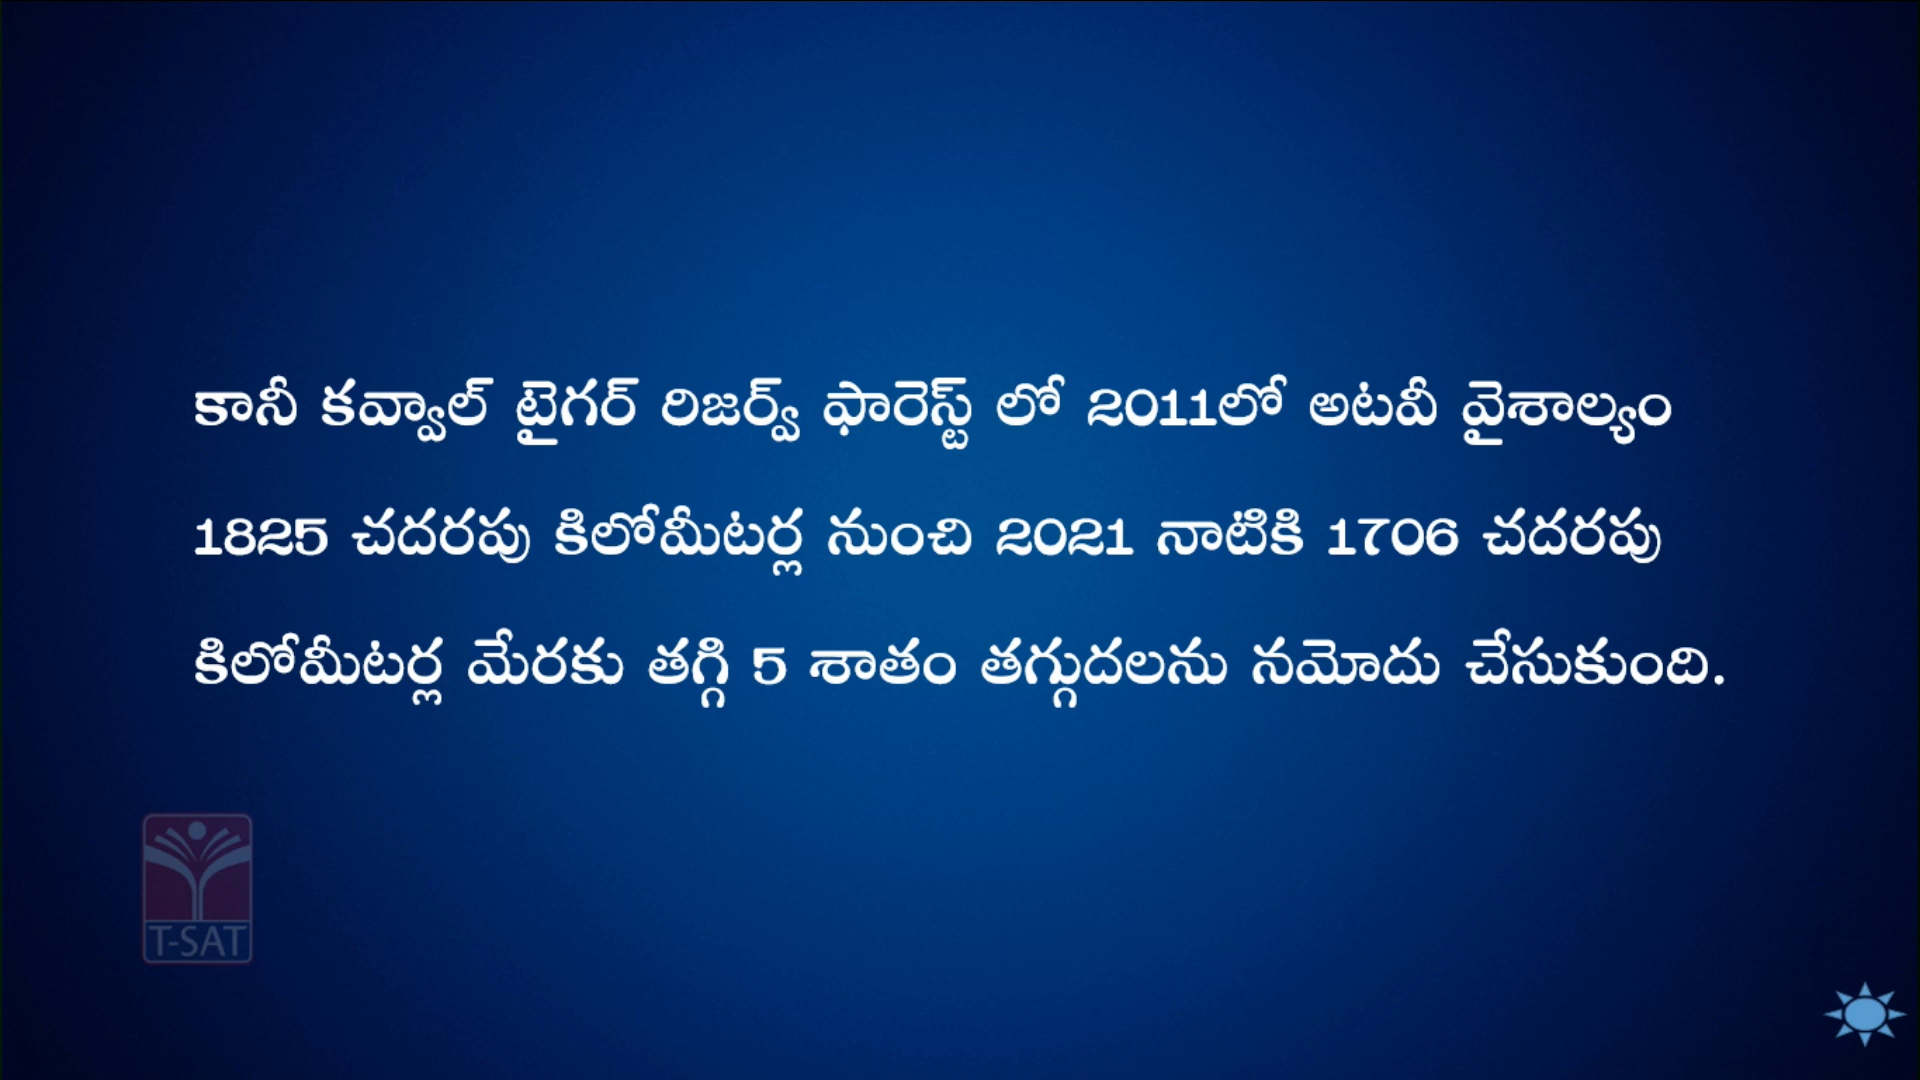 కానీ కవ్వాల్ టైగర్ రిజర్వ్ ఫారెస్ట్ లో 2011లో అటవీ వైశాల్యం
1825 చదరపు కిలోమీటర్ల నుంచి 2021 నాటికి 1706 చదరపు
కిలోమీటర్ల మేరకు తగ్గి 5 శాతం తగ్గుదలను నమోదు చేసుకుంది.
T-SAT